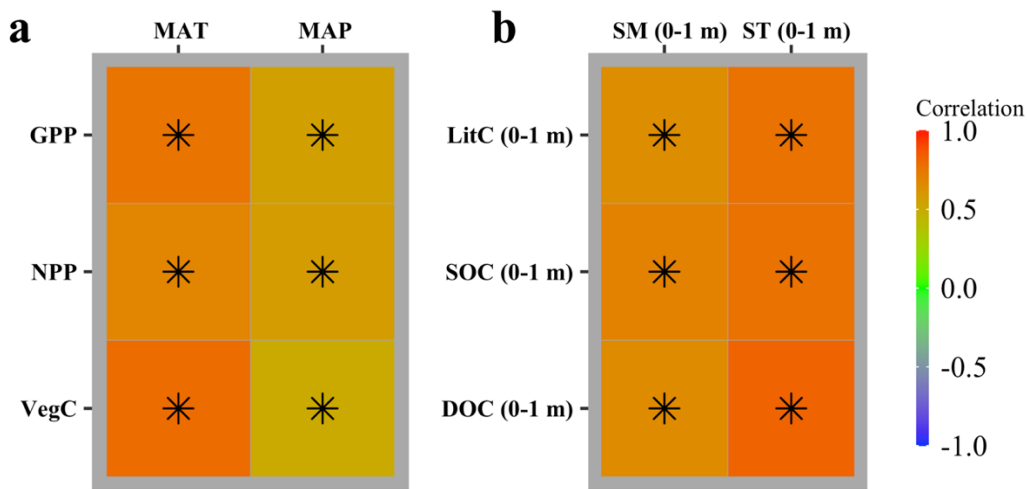 a
MAT MAP
GPP
NPP
VegC
b
SM (0-1 m) ST (0-1 m)
LitC (0-1 m)
SOC (0-1 m)
DOC (0-1 m)
Correlation
1.0
0.5
0.0
-0.5
-1.0